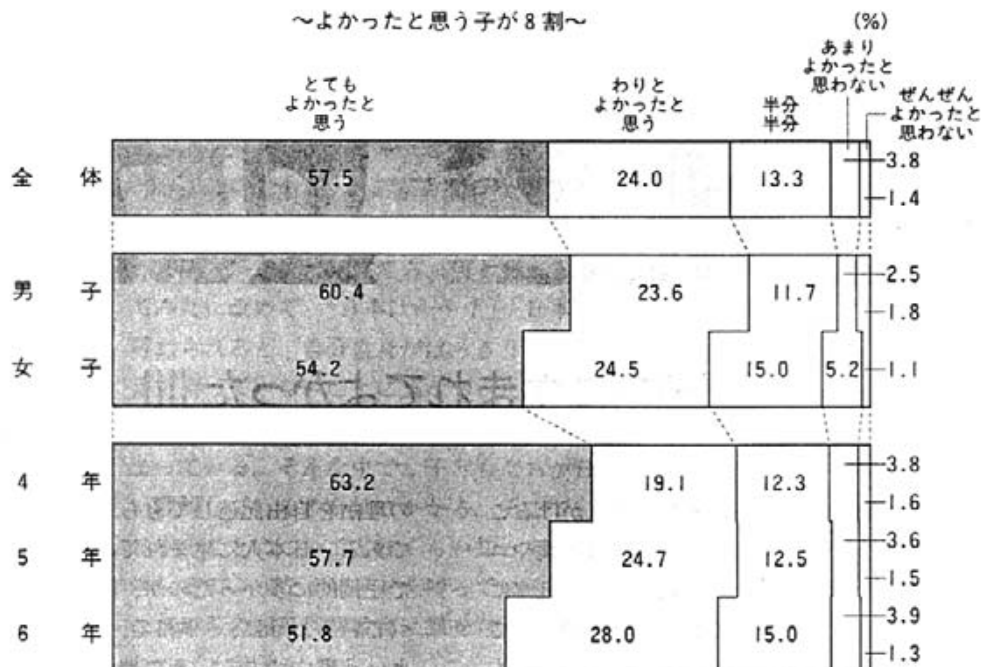 〜よかったと思う子が8割〜
(%)
とても
よかったと
思う
わりと
よかったと
思う
半分
半分
あまり
よかったと
思わない
ぜんぜん
よかったと
思わない
全体 57.5 24.0 13.3 3.8 1.4
男子 60.4 23.6 11.7 2.5 1.8
女子 54.2 24.5 15.0 5.2 1.1
4年 63.2 19.1 12.3 3.8 1.6
5年 57.7 24.7 12.5 3.6 1.5
6年 51.8 28.0 15.0 3.9 1.3